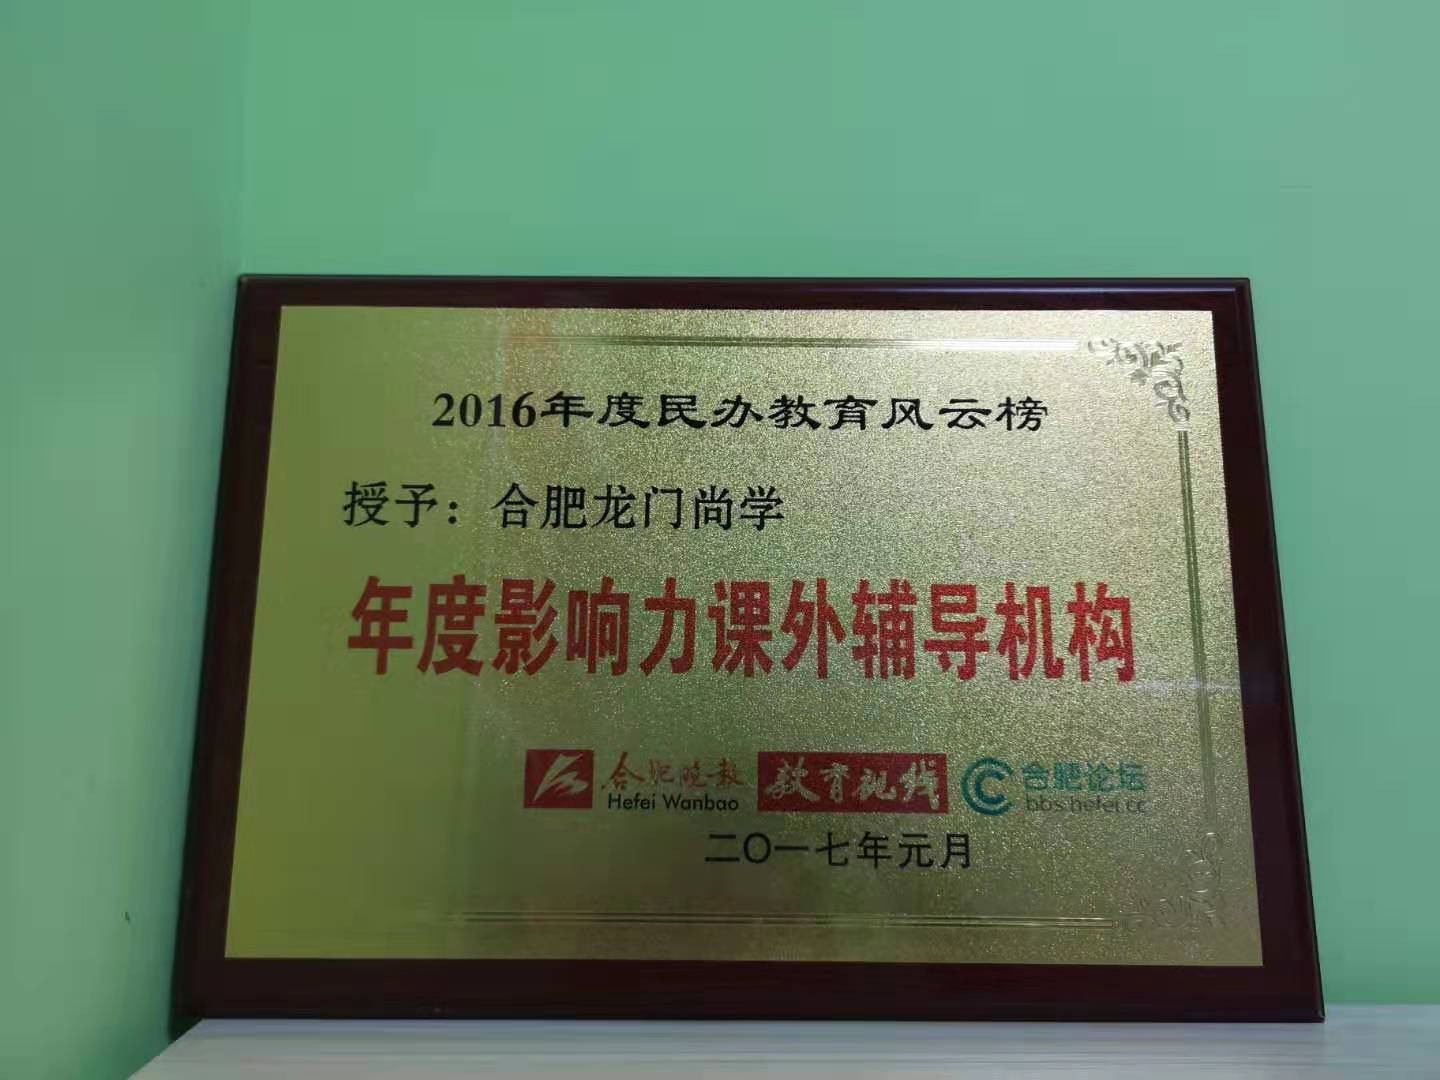 2016年度民办教育风云榜
授予：合肥龙门尚学
年度影响力课外辅导机构
合肥晚报 教育视线 合肥论坛
Hefei Wanbao bbs.hefei.cc
二〇一七年元月